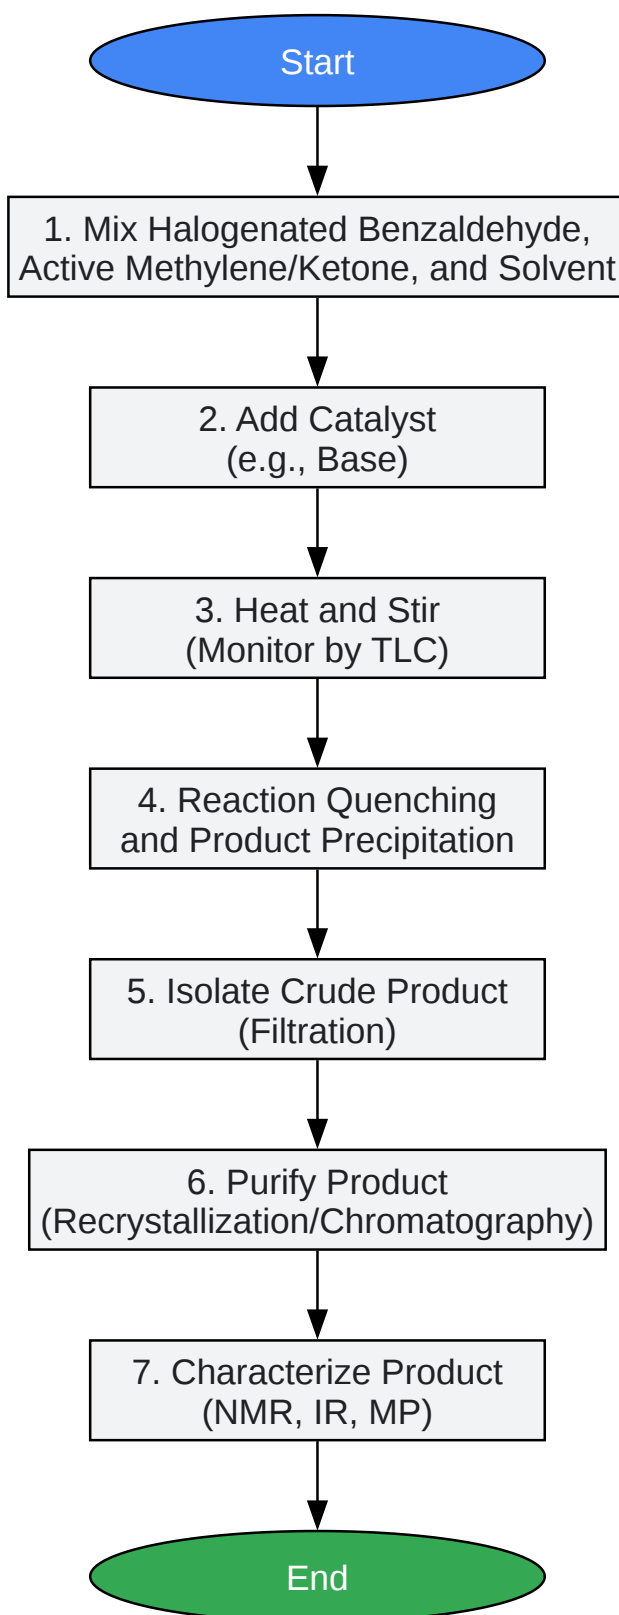 Start
1. Mix Halogenated Benzaldehyde,
Active Methylene/Ketone, and Solvent
2. Add Catalyst
(e.g., Base)
3. Heat and Stir
(Monitor by TLC)
4. Reaction Quenching
and Product Precipitation
5. Isolate Crude Product
(Filtration)
6. Purify Product
(Recrystallization/Chromatography)
7. Characterize Product
(NMR, IR, MP)
End